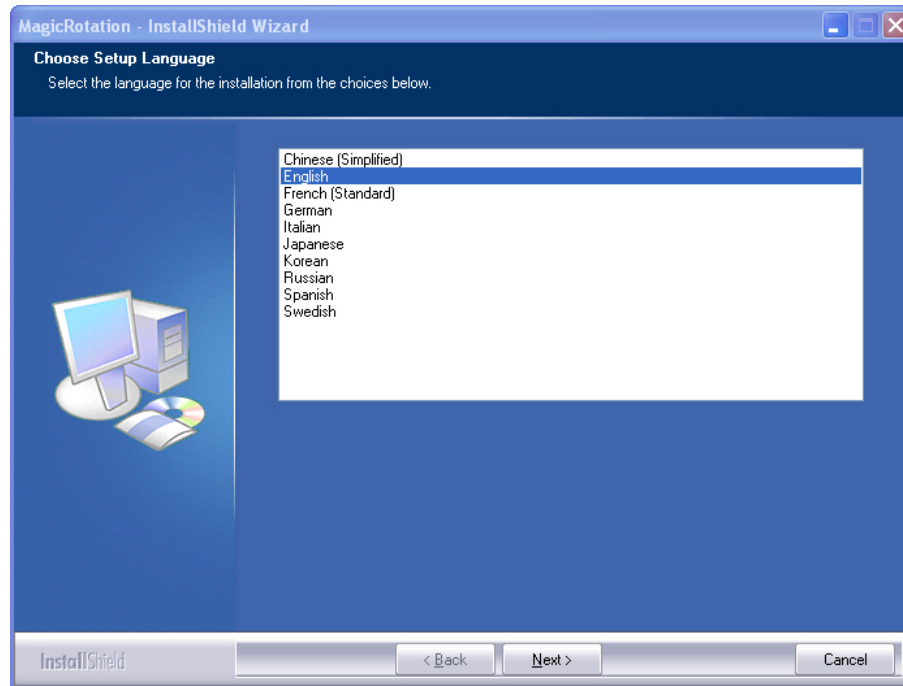 MagicRotation - InstallShield Wizard
Choose Setup Language
Select the language for the installation from the choices below.
Chinese (Simplified)
English
French (Standard)
German
Italian
Japanese
Korean
Russian
Spanish
Swedish
InstallShield
< Back
Next >
Cancel